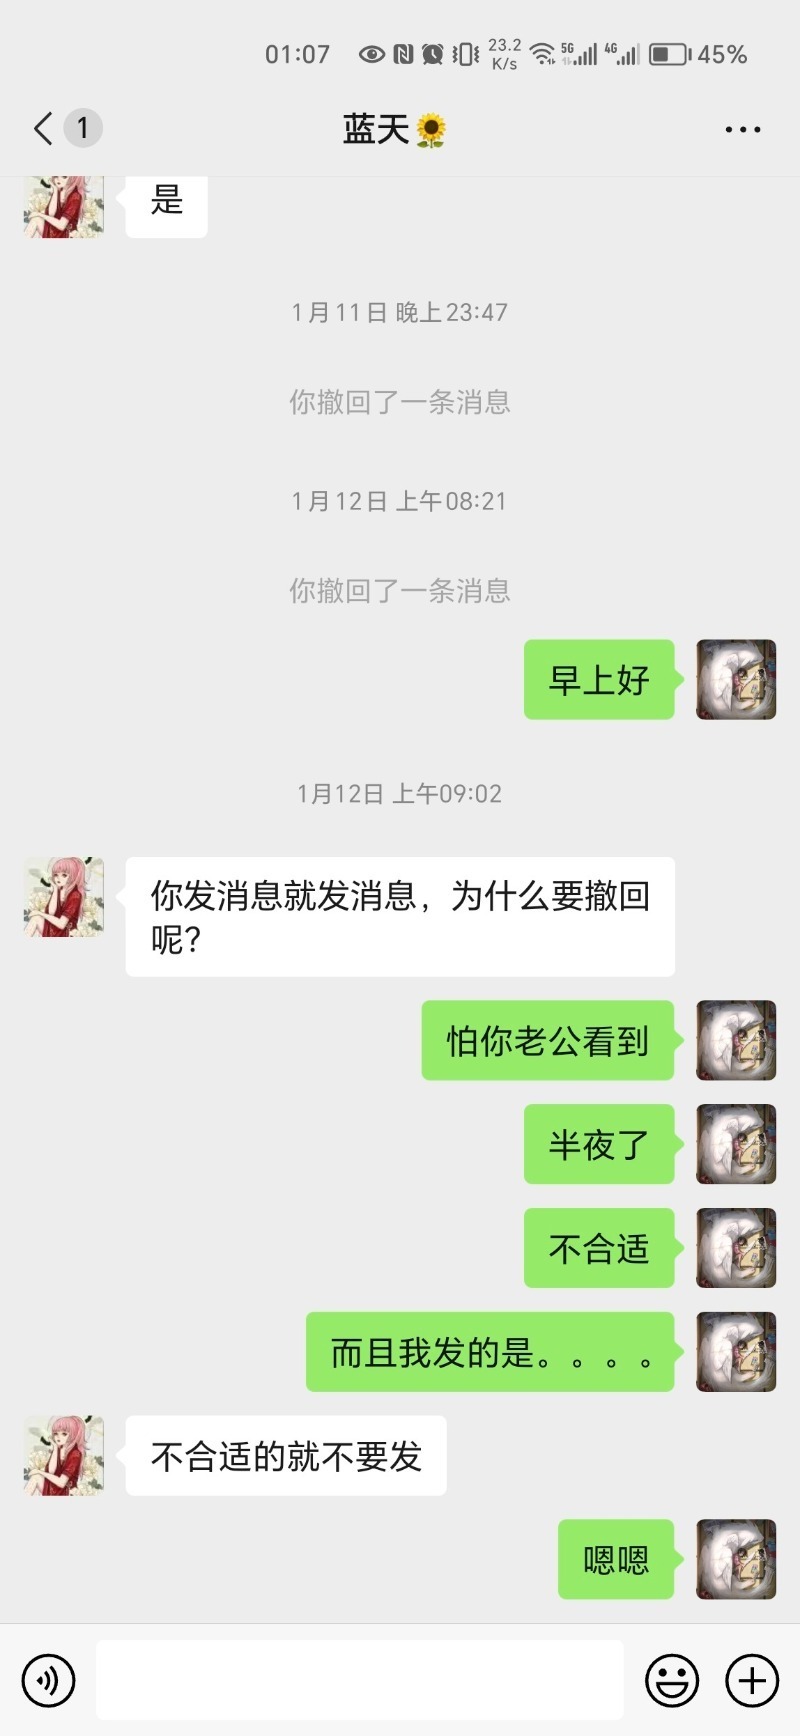 01:07 23.2 K/s 5G 4G 45%
1 蓝天🌻
是
1月11日 晚上23:47
你撤回了一条消息
1月12日 上午08:21
你撤回了一条消息
早上好
1月12日 上午09:02
你发消息就发消息，为什么要撤回
呢？
怕你老公看到
半夜了
不合适
而且我发的是。。。。
不合适的就不要发
嗯嗯